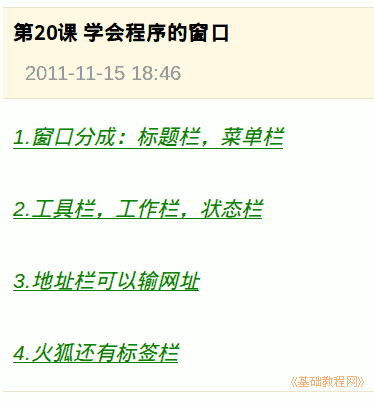 第20课 学会程序的窗口
2011-11-15 18:46
1.窗口分成：标题栏，菜单栏
2.工具栏，工作栏，状态栏
3.地址栏可以输网址
4.火狐还有标签栏
《基础教程网》